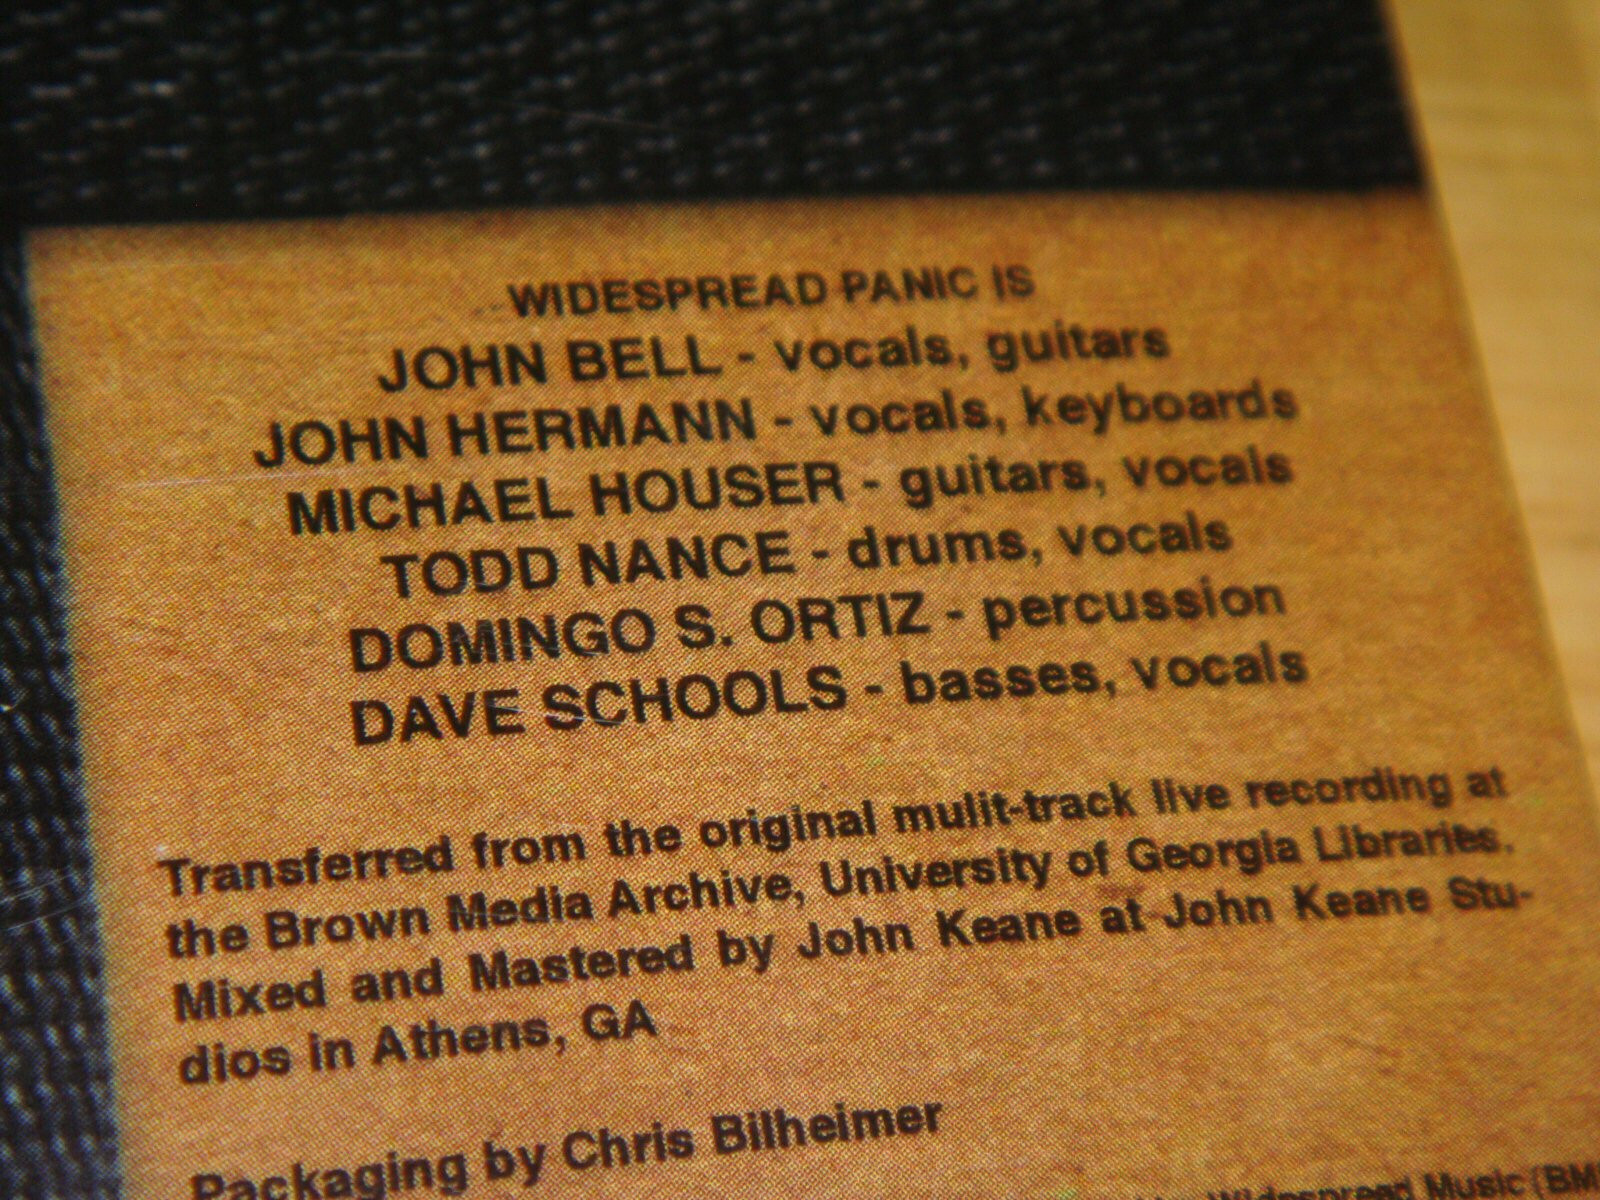 WIDESPREAD PANIC IS
JOHN BELL - vocals, guitars
JOHN HERMANN - vocals, keyboards
MICHAEL HOUSER - guitars, vocals
TODD NANCE - drums, vocals
DOMINGO S. ORTIZ - percussion
DAVE SCHOOLS - basses, vocals
Transferred from the original mulit-track live recording at
the Brown Media Archive, University of Georgia Libraries.
Mixed and Mastered by John Keane at John Keane Stu-
dios in Athens, GA
Packaging by Chris Bilheimer
Widespread Music (BM